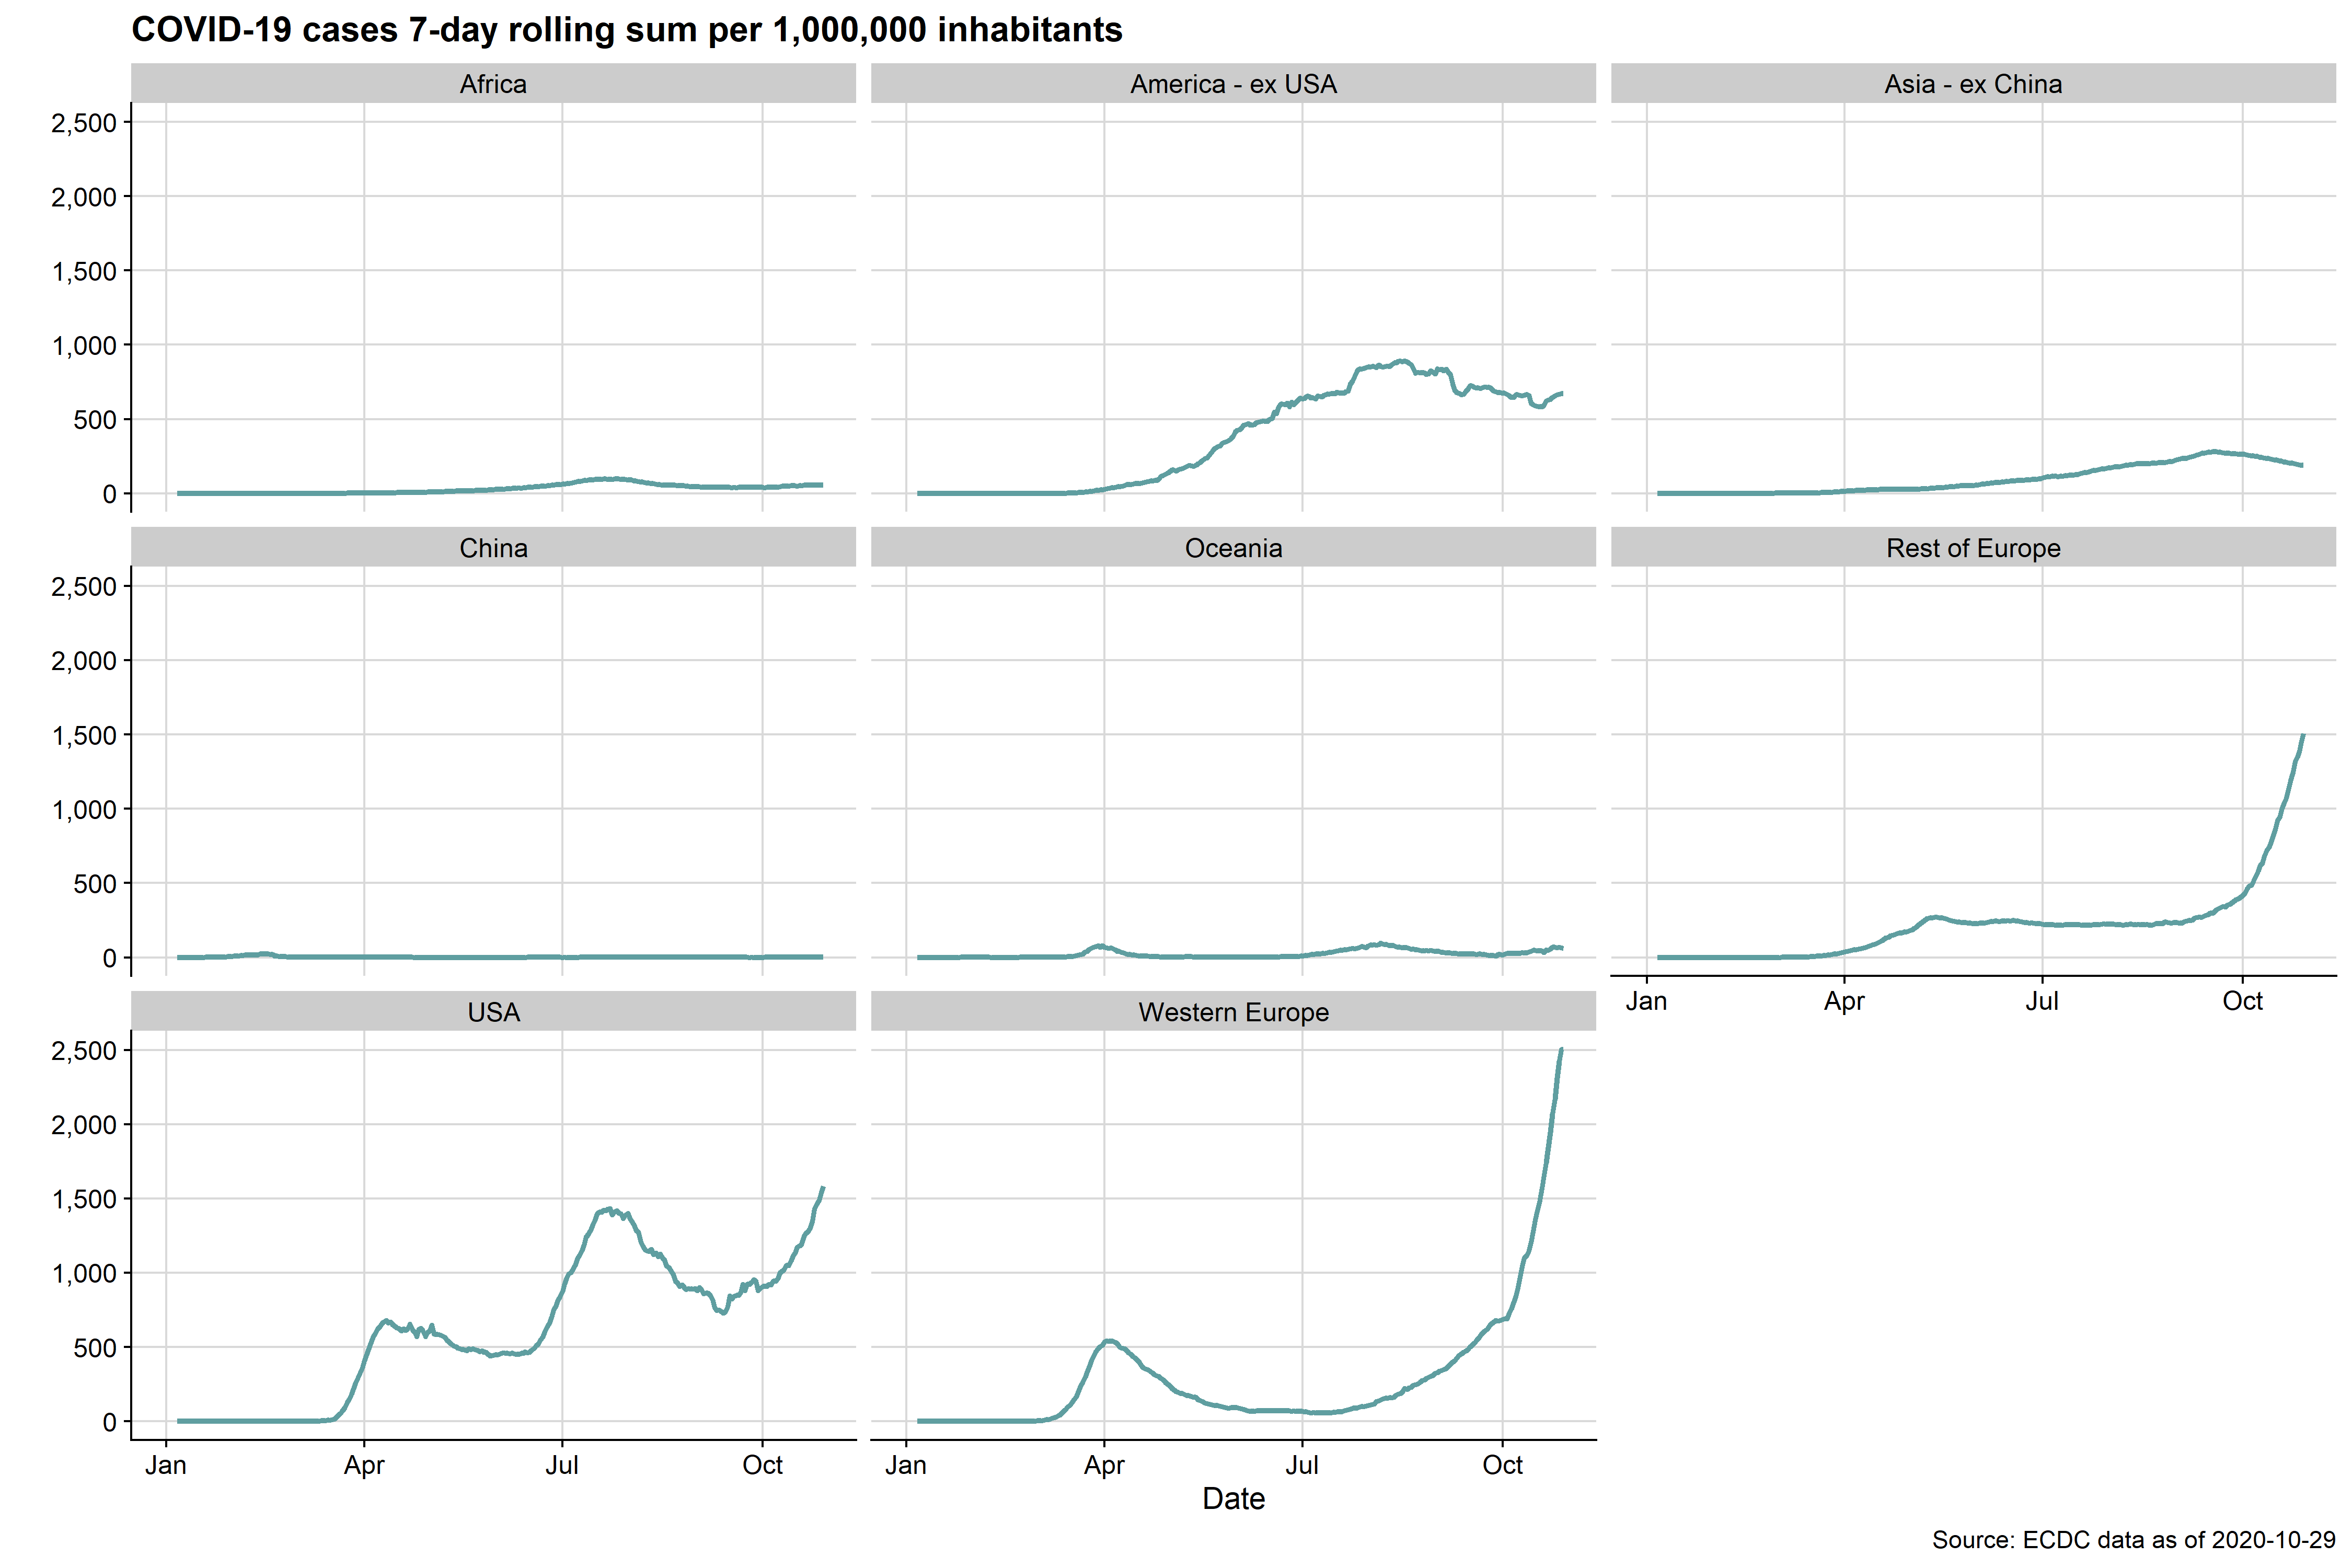 COVID-19 cases 7-day rolling sum per 1,000,000 inhabitants
Africa
America - ex USA
Asia - ex China
2,500
2,000
1,500
1,000
500
0
China
Oceania
Rest of Europe
2,500
2,000
1,500
1,000
500
0
Jan Apr Jul Oct
USA
Western Europe
2,500
2,000
1,500
1,000
500
0
Jan Apr Jul Oct
Jan Apr Jul Oct
Date
Source: ECDC data as of 2020-10-29